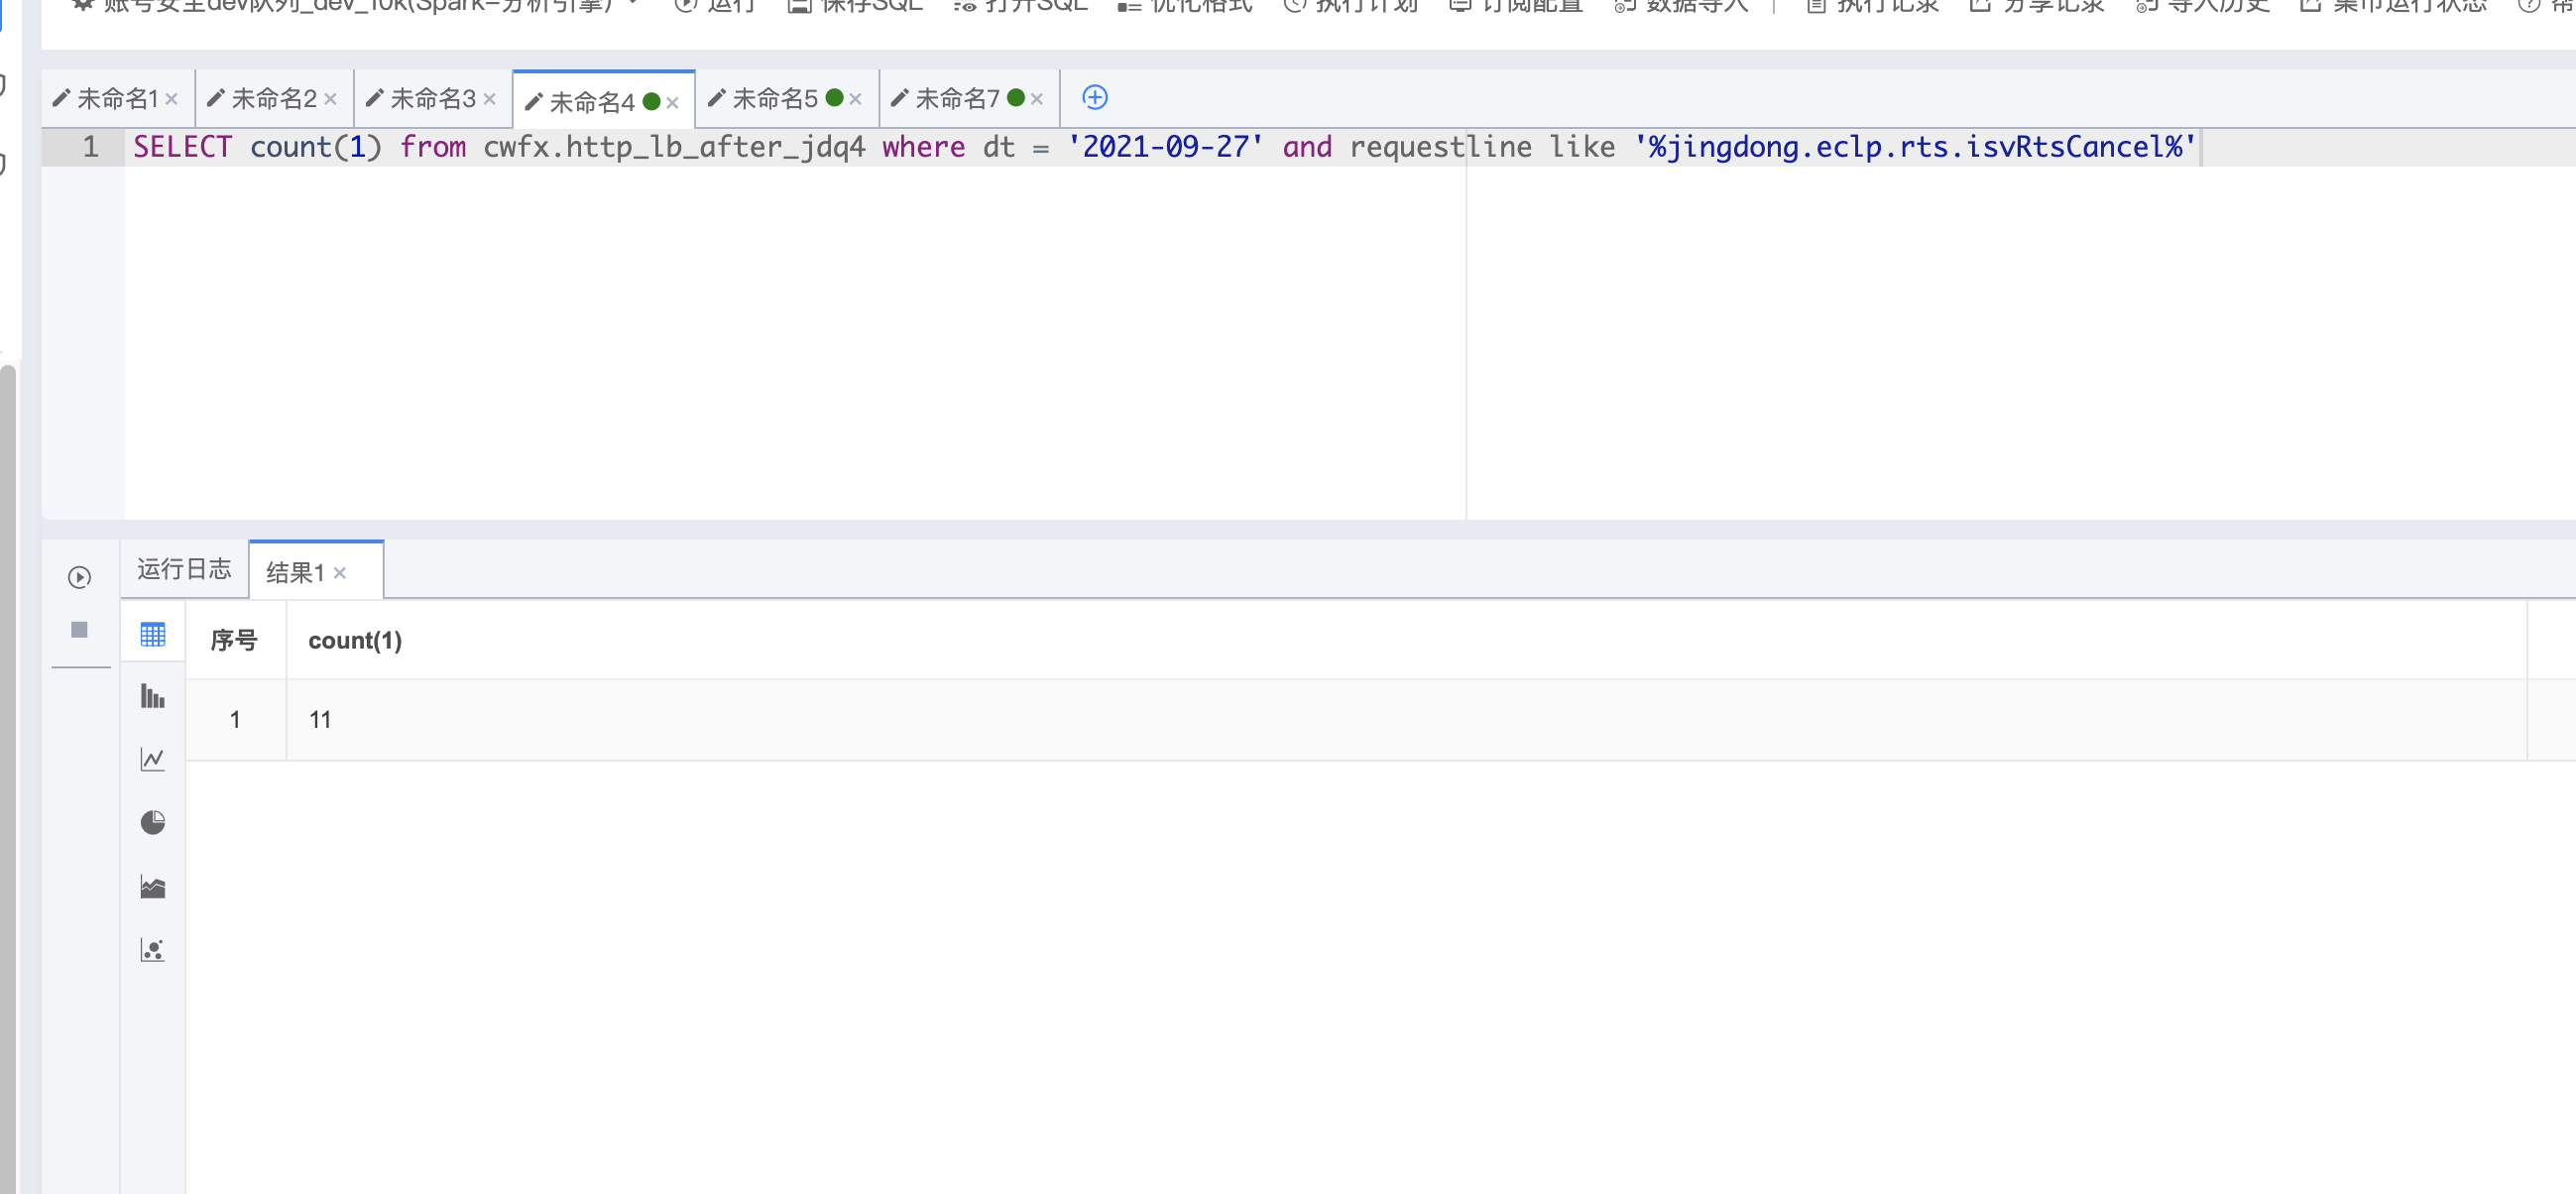 账号安全dev队列_dev_10k(Spark-分析引擎) 运行 保存SQL 打开SQL 优化格式 执行计划 订阅配置 数据导入 执行记录 分享记录 导入历史 集市运行状态
未命名1 未命名2 未命名3 未命名4 未命名5 未命名7
1 SELECT count(1) from cwfx.http_lb_after_jdq4 where dt = '2021-09-27' and requestline like '%jingdong.eclp.rts.isvRtsCancel%'
运行日志 结果1
序号 count(1)
1 11